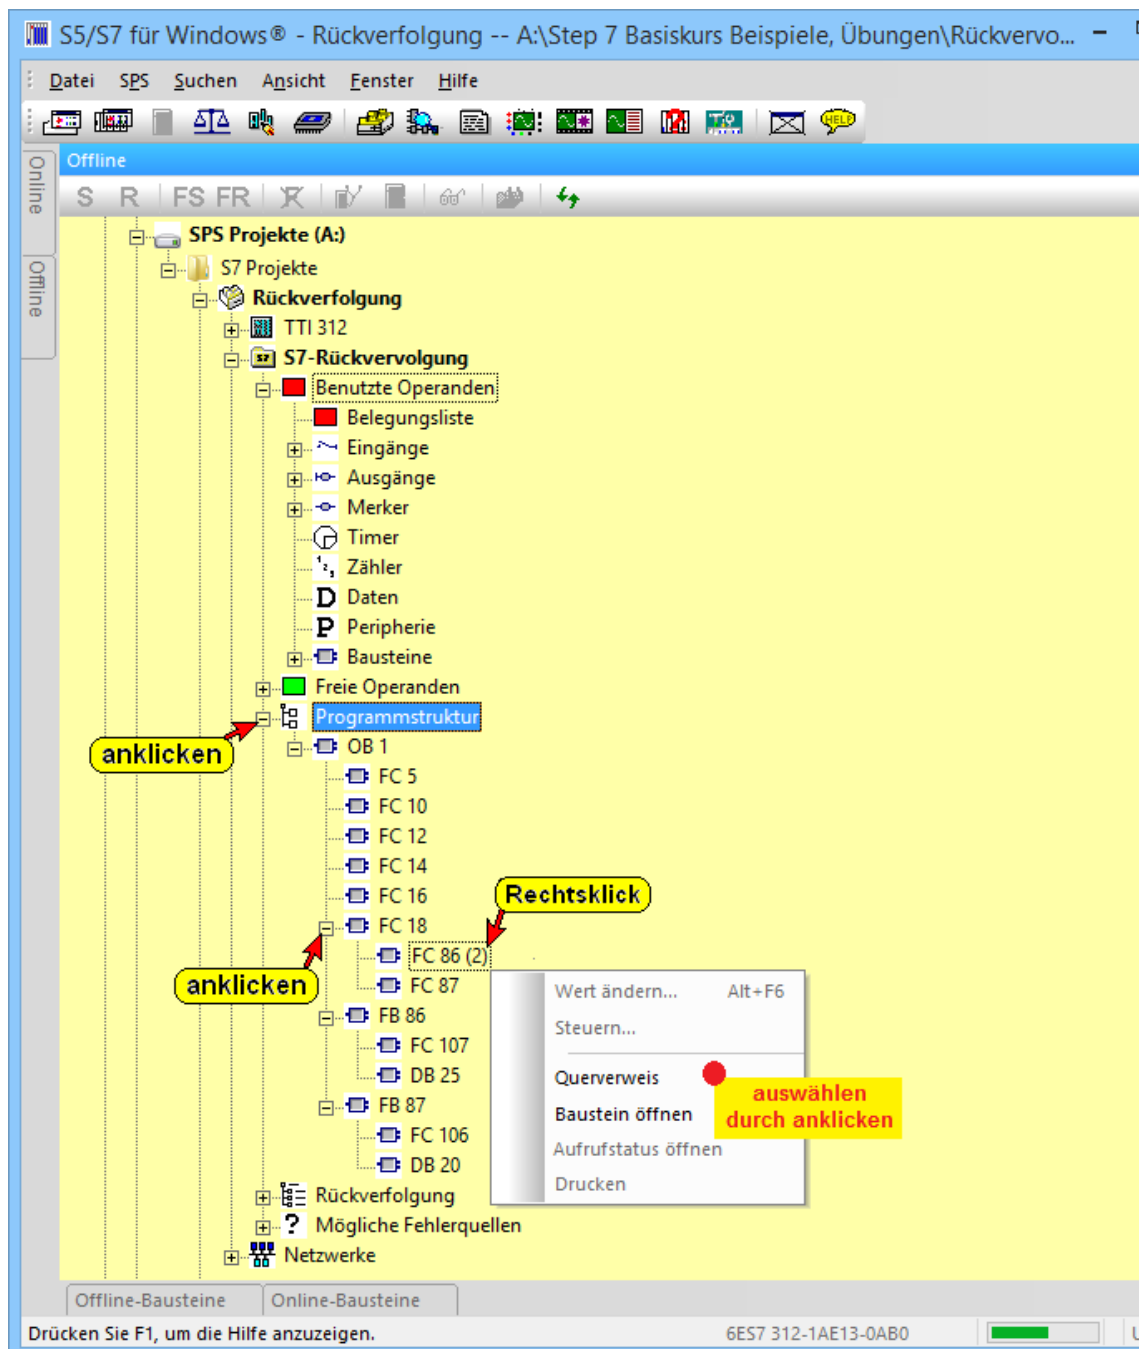 S5/S7 für Windows® - Rückverfolgung -- A:\Step 7 Basiskurs Beispiele, Übungen\Rückvervo...
Datei SPS Suchen Ansicht Fenster Hilfe
HELP
Online
Offline
Offline
S R FS FR
SPS Projekte (A:)
S7 Projekte
Rückverfolgung
TTI 312
S7-Rückvervolgung
Benutzte Operanden
Belegungsliste
Eingänge
Ausgänge
Merker
Timer
Zähler
D Daten
P Peripherie
Bausteine
Freie Operanden
Programmstruktur
anklicken
OB 1
FC 5
FC 10
FC 12
FC 14
FC 16
Rechtsklick
FC 18
FC 86 (2)
anklicken
FC 87
FB 86
FC 107
DB 25
FB 87
FC 106
DB 20
Wert ändern... Alt+F6
Steuern...
Querverweis
auswählen
durch anklicken
Baustein öffnen
Aufrufstatus öffnen
Drucken
Rückverfolgung
? Mögliche Fehlerquellen
Netzwerke
Offline-Bausteine Online-Bausteine
Drücken Sie F1, um die Hilfe anzuzeigen. 6ES7 312-1AE13-0AB0